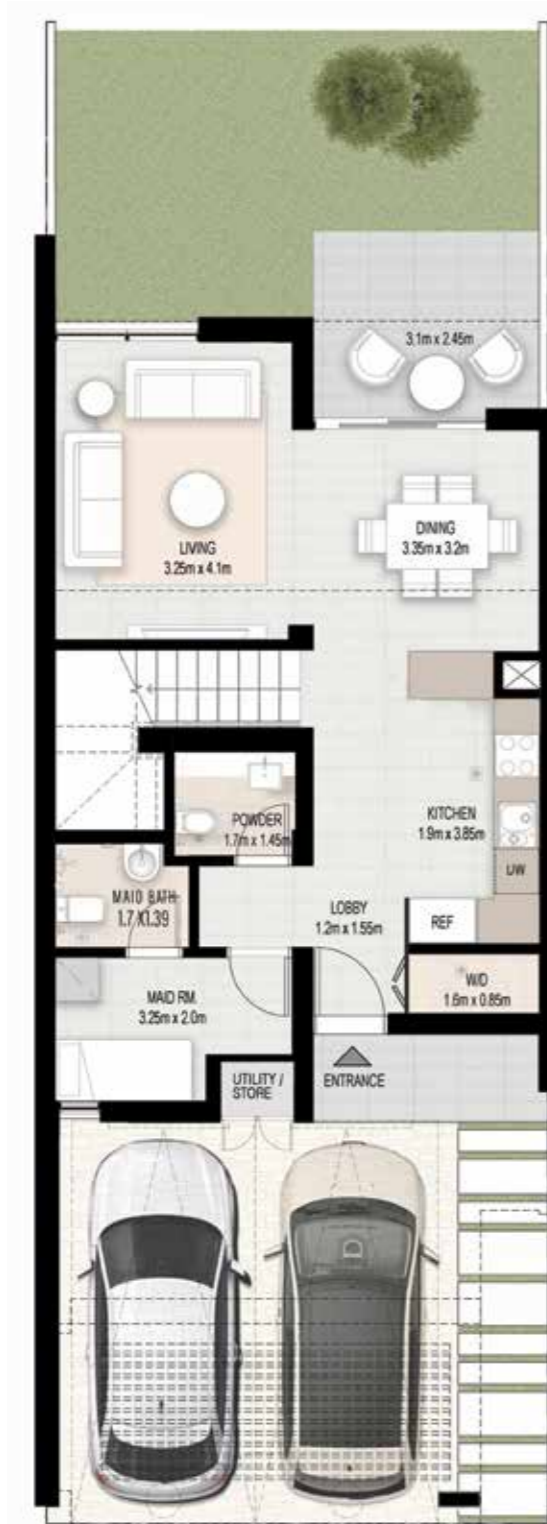 3.1m x 2.45m
DINING
3.35m x 3.2m
LIVING
3.25m x 4.1m
POWDER
1.7m x 1.45m
KITCHEN
1.9m x 3.85m
UW
MAID BATH
1.7 X1.39
LOBBY
1.2m x 1.55m
REF
W/D
1.6m x 0.85m
MAID RM.
3.25m x 2.0m
UTILITY /
STORE
ENTRANCE